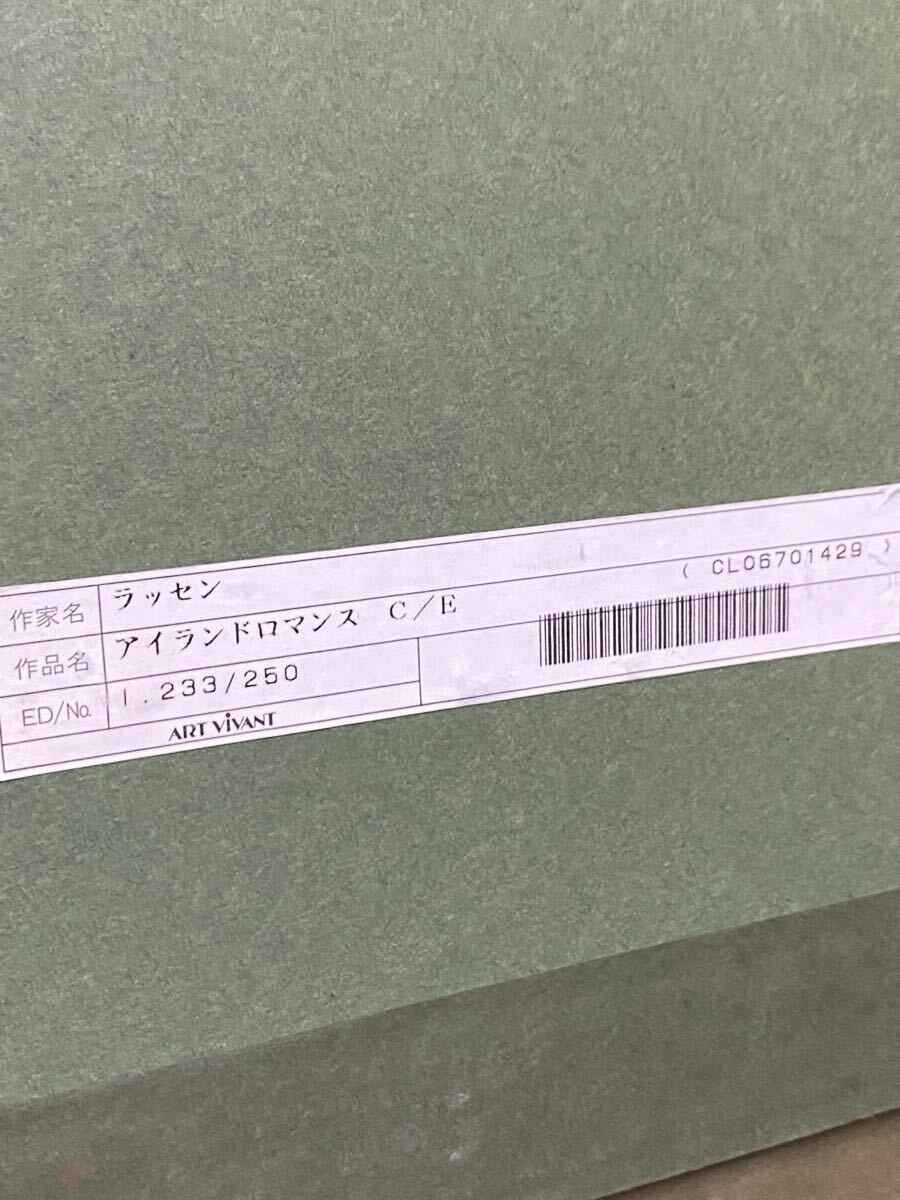 作家名 ラッセン
作品名 アイランドロマンス C/E ( CL06701429 )
ED/No. I. 233/250
ART ViVANT